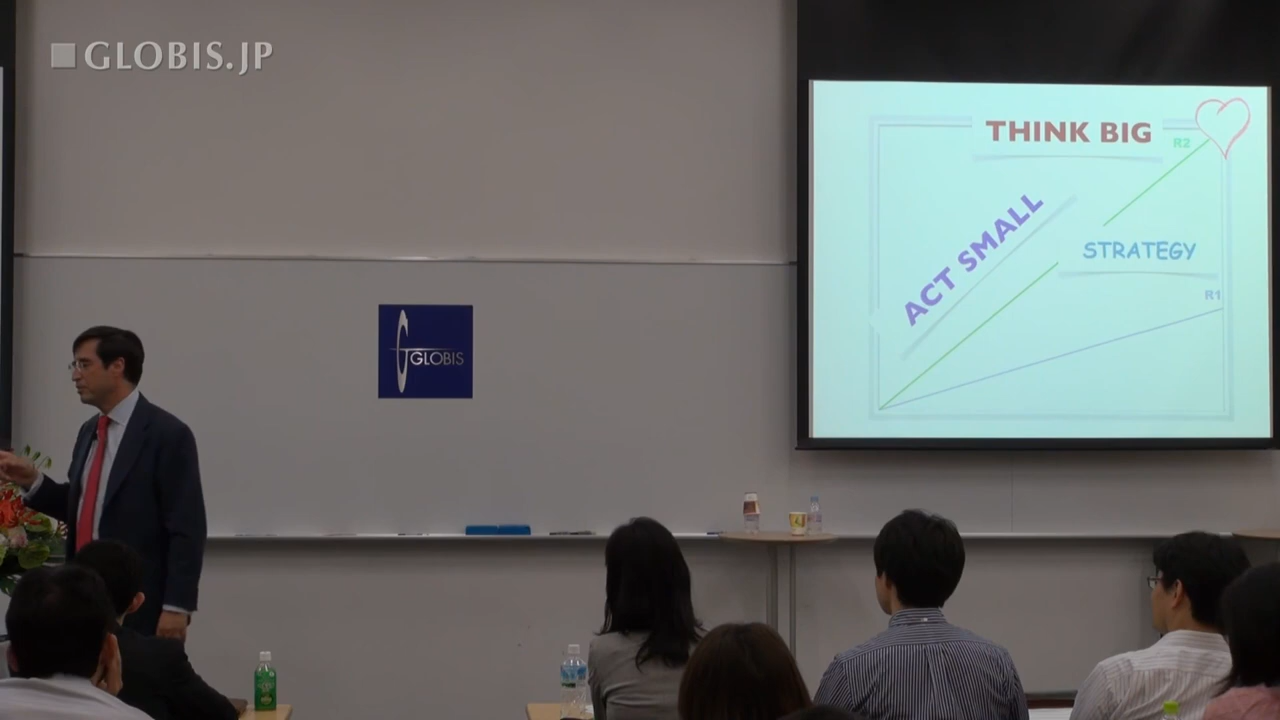 GLOBIS.JP
THINK BIG
R2
ACT SMALL
STRATEGY
R1
GLOBIS